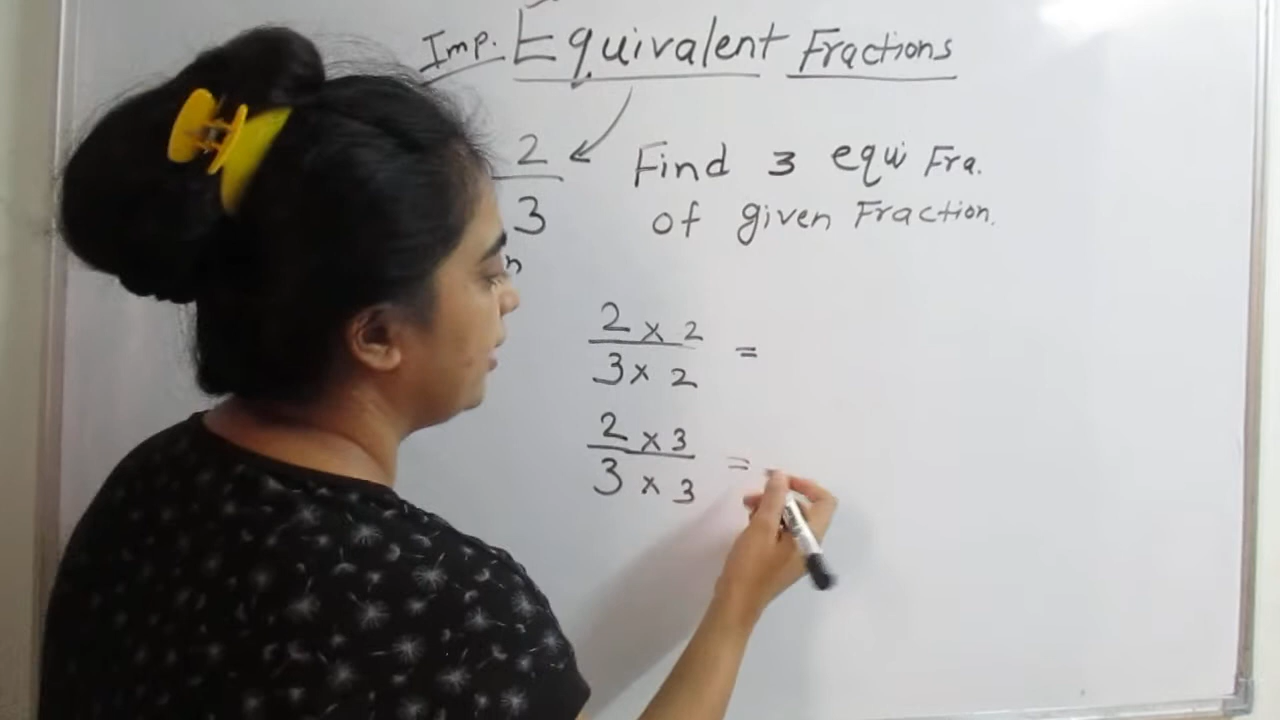 Imp. Equivalent Fractions
2
3
Find 3 equi Fra.
of given Fraction.
2 x 2
3 x 2
=
2 x 3
3 x 3
=